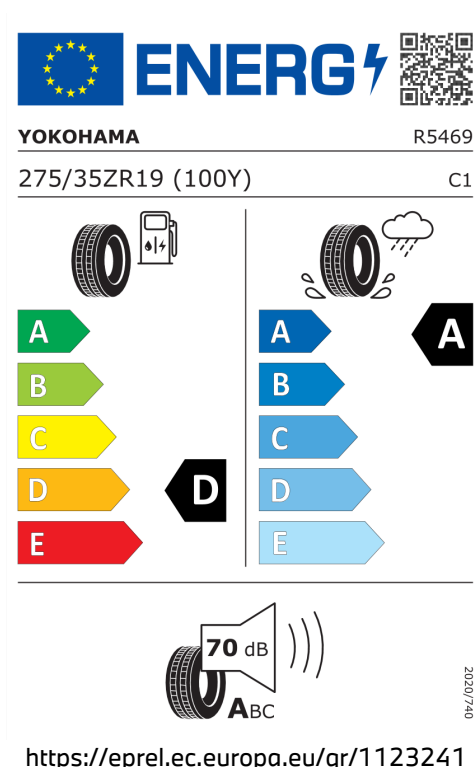 ENERG
YOKOHAMA R5469
275/35ZR19 (100Y) C1
A A A
B B
C C
D D D
E E
70 dB
ABC
2020/740
https://eprel.ec.europa.eu/qr/1123241